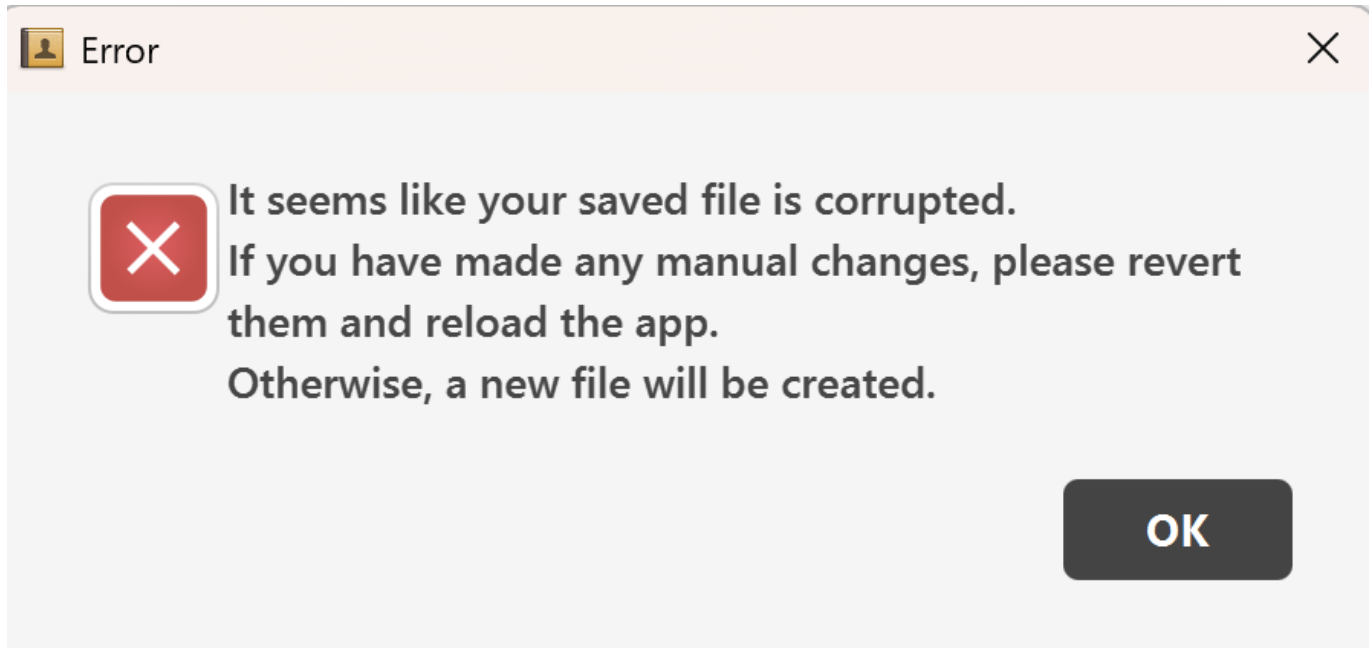 Error
It seems like your saved file is corrupted.
If you have made any manual changes, please revert
them and reload the app.
Otherwise, a new file will be created.
OK